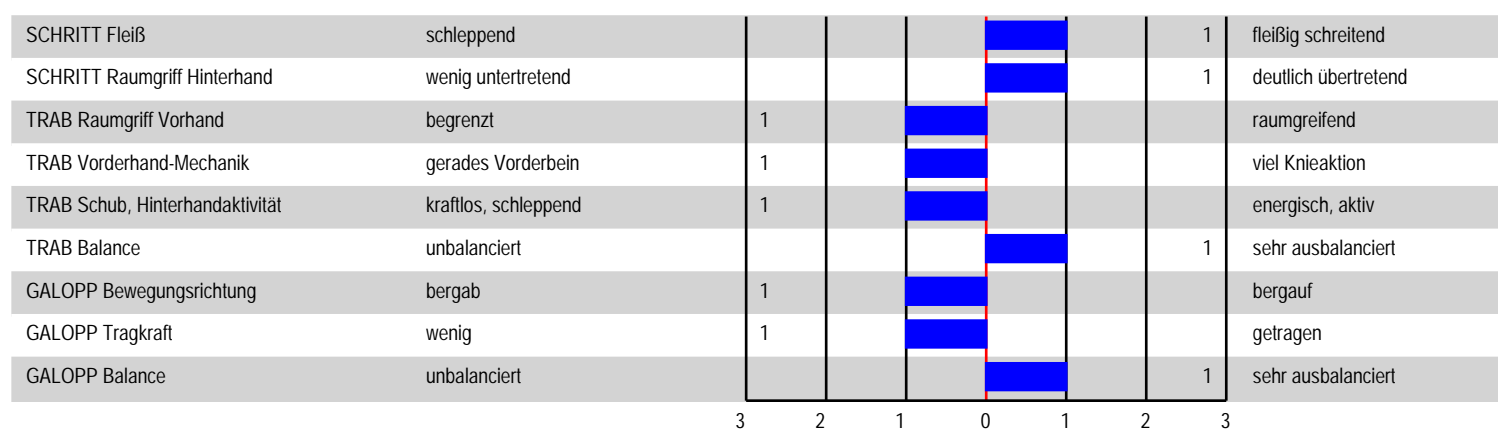 SCHRITT Fleiß schleppend 1 fleißig schreitend
SCHRITT Raumgriff Hinterhand wenig untertretend 1 deutlich übertretend
TRAB Raumgriff Vorhand begrenzt 1 raumgreifend
TRAB Vorderhand-Mechanik gerades Vorderbein 1 viel Knieaktion
TRAB Schub, Hinterhandaktivität kraftlos, schleppend 1 energisch, aktiv
TRAB Balance unbalanciert 1 sehr ausbalanciert
GALOPP Bewegungsrichtung bergab 1 bergauf
GALOPP Tragkraft wenig 1 getragen
GALOPP Balance unbalanciert 1 sehr ausbalanciert
3 2 1 0 1 2 3